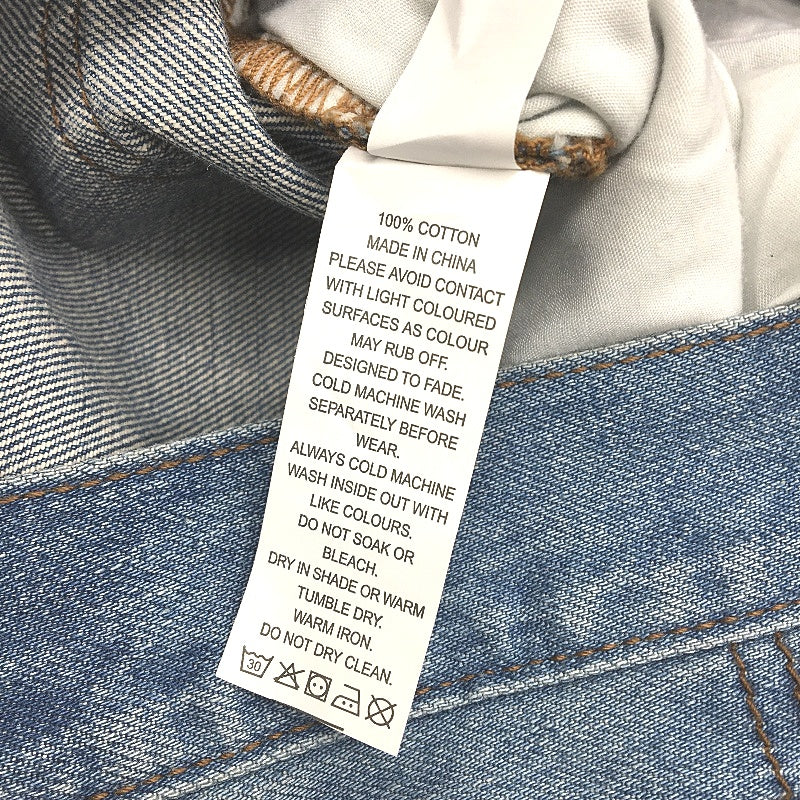 100% COTTON
MADE IN CHINA
PLEASE AVOID CONTACT
WITH LIGHT COLOURED
SURFACES AS COLOUR
MAY RUB OFF.
DESIGNED TO FADE.
COLD MACHINE WASH
SEPARATELY BEFORE
WEAR.
ALWAYS COLD MACHINE
WASH INSIDE OUT WITH
LIKE COLOURS.
DO NOT SOAK OR
BLEACH.
DRY IN SHADE OR WARM
TUMBLE DRY.
WARM IRON.
DO NOT DRY CLEAN.
30